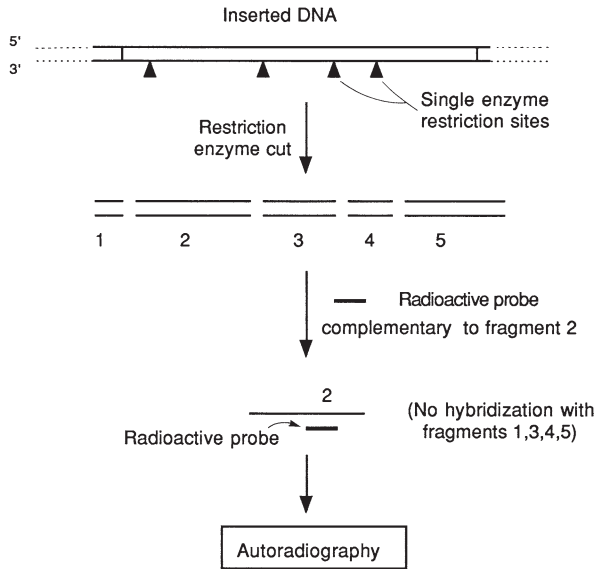 Inserted DNA
5'
3'
Single enzyme
restriction sites
Restriction
enzyme cut
1 2 3 4 5
Radioactive probe
complementary to fragment 2
2
(No hybridization with
fragments 1,3,4,5)
Radioactive probe
Autoradiography